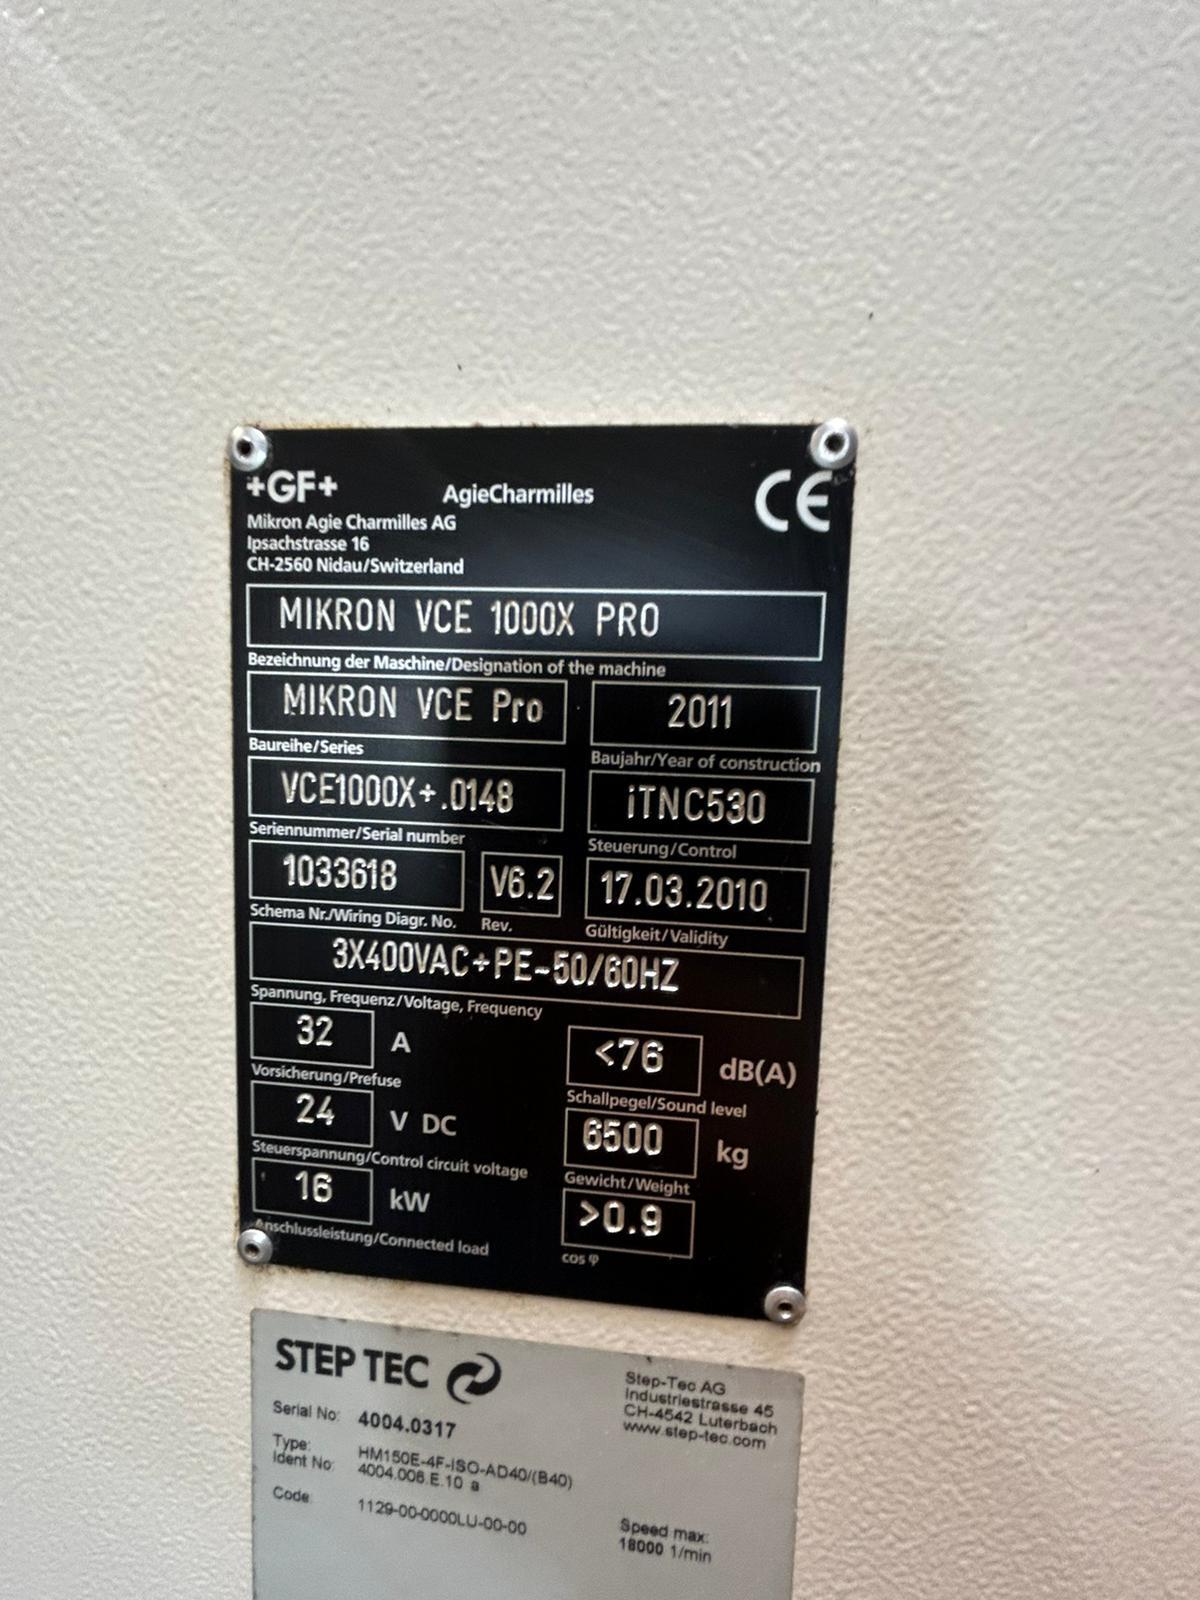 +GF+ AgieCharmilles CE
Mikron Agie Charmilles AG
Ipsachstrasse 16
CH-2560 Nidau/Switzerland
MIKRON VCE 1000X PRO
Bezeichnung der Maschine/Designation of the machine
MIKRON VCE Pro 2011
Baureihe/Series Baujahr/Year of construction
VCE1000X+.0148 iTNC530
Seriennummer/Serial number Steuerung/Control
1033618 V6.2 17.03.2010
Schema Nr./Wiring Diagr. No. Rev. Gültigkeit/Validity
3X400VAC+PE~50/60HZ
Spannung, Frequenz/Voltage, Frequency
32 A <76 dB(A)
Vorsicherung/Prefuse Schallpegel/Sound level
24 V DC 6500 kg
Steuerspannung/Control circuit voltage Gewicht/Weight
16 kW >0.9
Anschlussleistung/Connected load cos φ
STEP TEC
Step-Tec AG
Industriestrasse 45
CH-4542 Luterbach
www.step-tec.com
Serial No: 4004.0317
Type: HM150E-4F-ISO-AD40/(B40)
Ident No: 4004.006.E.10 a
Code: 1129-00-0000LU-00-00
Speed max:
18000 1/min